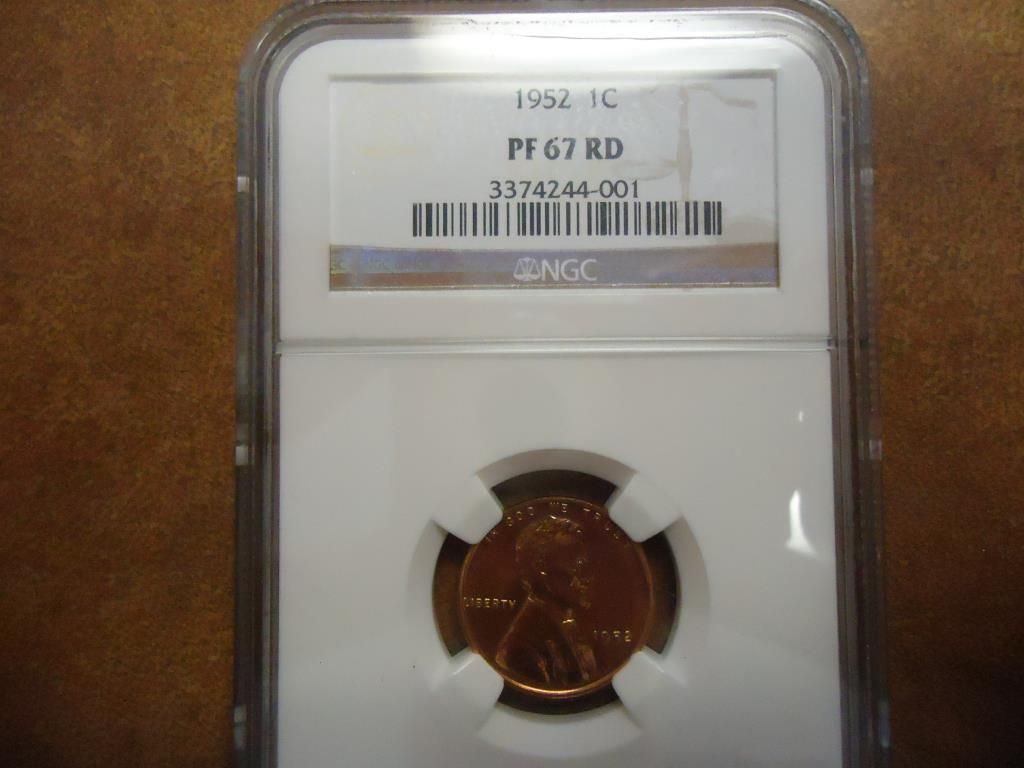 1952 1C
PF 67 RD
3374244-001
NGC
IN GOD WE TRUST
LIBERTY
1952